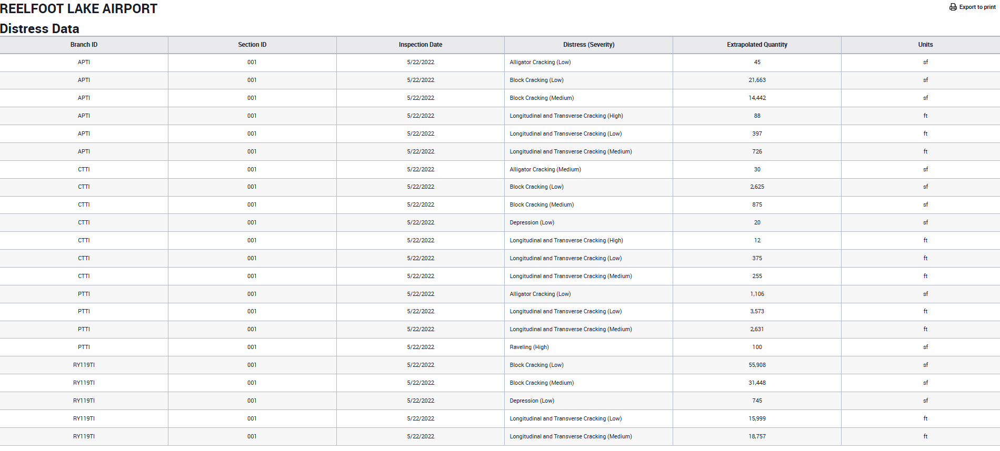 REELFOOT LAKE AIRPORT
Export to print
Distress Data
Branch ID Section ID Inspection Date Distress (Severity) Extrapolated Quantity Units
APTI 001 5/22/2022 Alligator Cracking (Low) 45 sf
APTI 001 5/22/2022 Block Cracking (Low) 21,663 sf
APTI 001 5/22/2022 Block Cracking (Medium) 14,442 sf
APTI 001 5/22/2022 Longitudinal and Transverse Cracking (High) 88 ft
APTI 001 5/22/2022 Longitudinal and Transverse Cracking (Low) 397 ft
APTI 001 5/22/2022 Longitudinal and Transverse Cracking (Medium) 726 ft
CTTI 001 5/22/2022 Alligator Cracking (Medium) 30 sf
CTTI 001 5/22/2022 Block Cracking (Low) 2,625 sf
CTTI 001 5/22/2022 Block Cracking (Medium) 875 sf
CTTI 001 5/22/2022 Depression (Low) 20 sf
CTTI 001 5/22/2022 Longitudinal and Transverse Cracking (High) 12 ft
CTTI 001 5/22/2022 Longitudinal and Transverse Cracking (Low) 375 ft
CTTI 001 5/22/2022 Longitudinal and Transverse Cracking (Medium) 255 ft
PTTI 001 5/22/2022 Alligator Cracking (Low) 1,106 sf
PTTI 001 5/22/2022 Longitudinal and Transverse Cracking (Low) 3,573 ft
PTTI 001 5/22/2022 Longitudinal and Transverse Cracking (Medium) 2,631 ft
PTTI 001 5/22/2022 Raveling (High) 100 sf
RY119TI 001 5/22/2022 Block Cracking (Low) 55,908 sf
RY119TI 001 5/22/2022 Block Cracking (Medium) 31,448 sf
RY119TI 001 5/22/2022 Depression (Low) 745 sf
RY119TI 001 5/22/2022 Longitudinal and Transverse Cracking (Low) 15,999 ft
RY119TI 001 5/22/2022 Longitudinal and Transverse Cracking (Medium) 18,757 ft